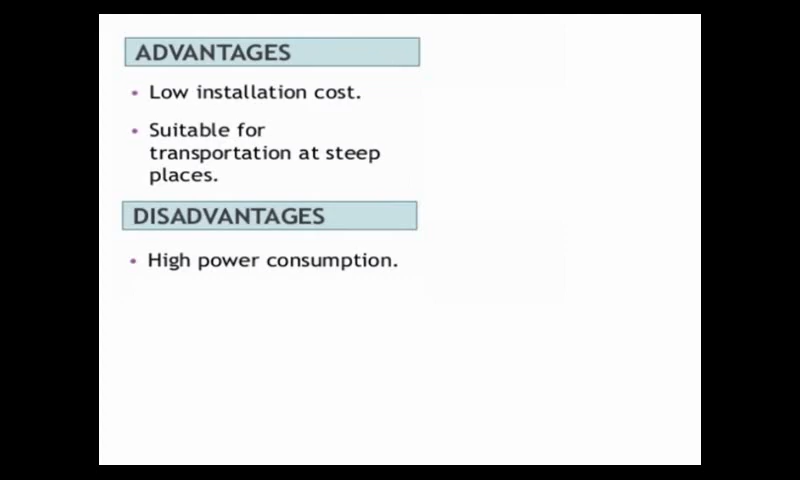 ADVANTAGES
• Low installation cost.
• Suitable for
transportation at steep
places.
DISADVANTAGES
• High power consumption.